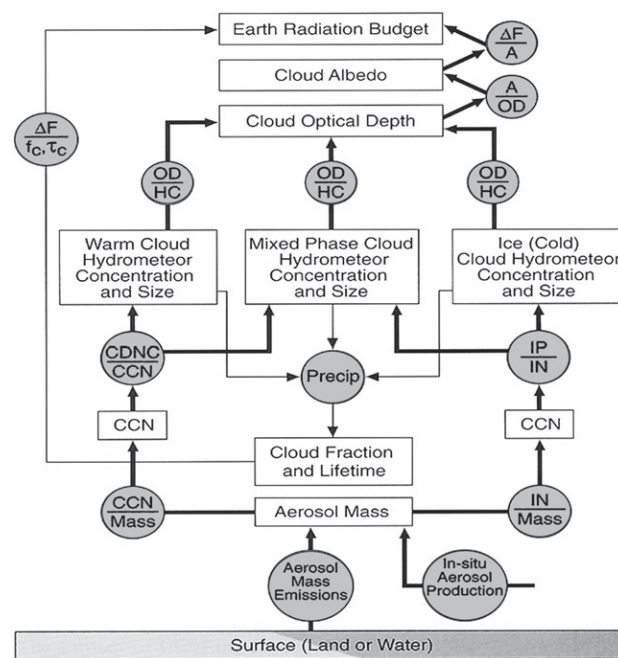 Earth Radiation Budget
ΔF
A
Cloud Albedo
A
OD
Cloud Optical Depth
ΔF
fC, τC
OD
HC
OD
HC
OD
HC
Warm Cloud
Hydrometeor
Concentration
and Size
Mixed Phase Cloud
Hydrometeor
Concentration
and Size
Ice (Cold)
Cloud Hydrometeor
Concentration
and Size
CDNC
CCN
Precip
IP
IN
CCN
CCN
Cloud Fraction
and Lifetime
CCN
Mass
Aerosol Mass
IN
Mass
Aerosol
Mass
Emissions
In-situ
Aerosol
Production
Surface (Land or Water)